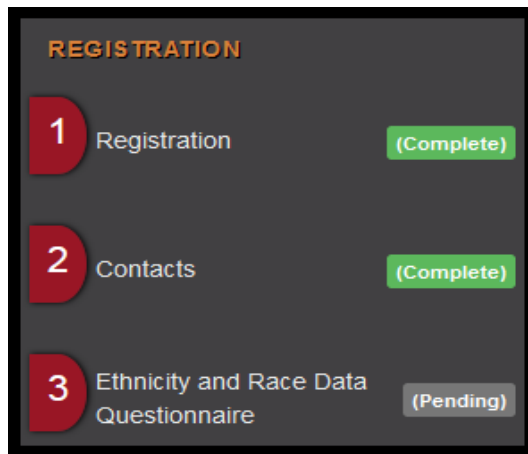 REGISTRATION
1 Registration (Complete)
2 Contacts (Complete)
3 Ethnicity and Race Data
Questionnaire (Pending)